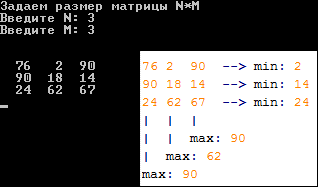 Задаем размер матрицы N*M
Введите N: 3
Введите M: 3
76 2 90
90 18 14
24 62 67
76 2 90 --> min: 2
90 18 14 --> min: 14
24 62 67 --> min: 24
| | |
| | max: 90
| max: 62
max: 90